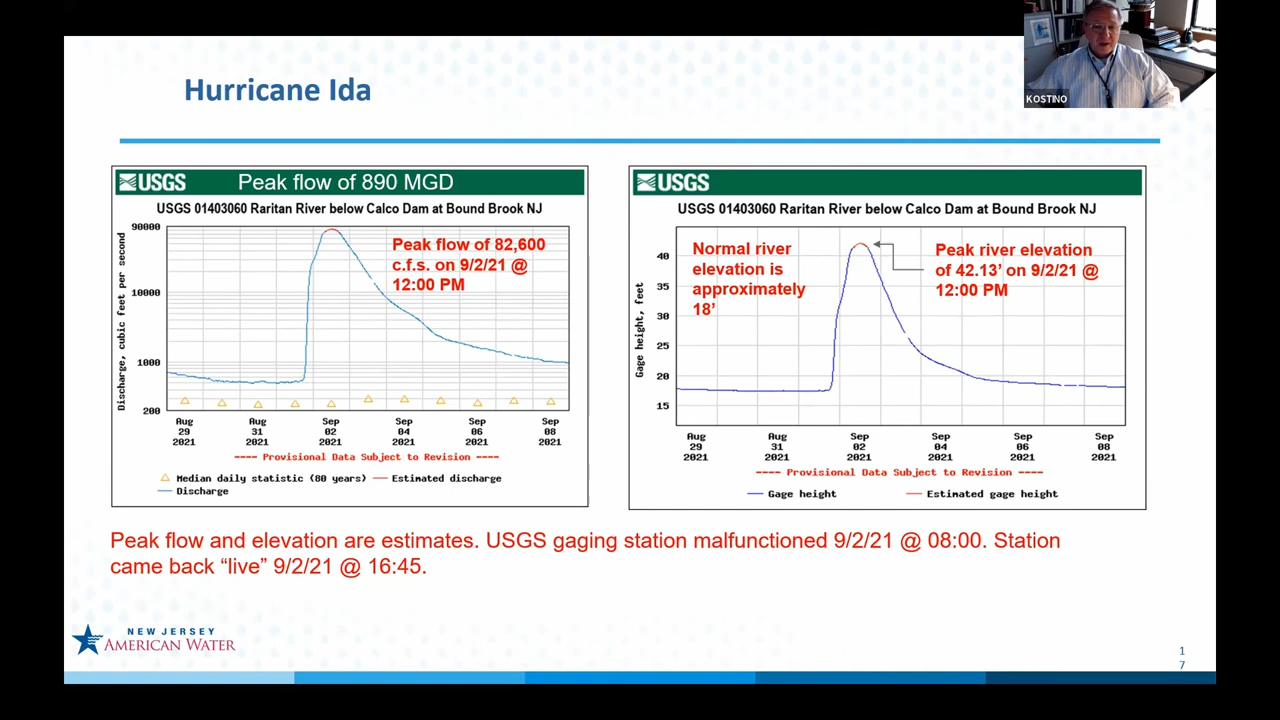 KOSTINO
Hurricane Ida
USGS
Peak flow of 890 MGD
USGS 01403060 Raritan River below Calco Dam at Bound Brook NJ
Discharge, cubic feet per second
90000
10000
1000
200
Peak flow of 82,600
c.f.s. on 9/2/21 @
12:00 PM
Aug Aug Sep Sep Sep Sep
29 31 02 04 06 08
2021 2021 2021 2021 2021 2021
---- Provisional Data Subject to Revision ----
Median daily statistic (80 years) Estimated discharge
Discharge
USGS
USGS 01403060 Raritan River below Calco Dam at Bound Brook NJ
Gage height, feet
40
35
30
25
20
15
Normal river
elevation is
approximately
18’
Peak river elevation
of 42.13’ on 9/2/21 @
12:00 PM
Aug Aug Sep Sep Sep Sep
29 31 02 04 06 08
2021 2021 2021 2021 2021 2021
---- Provisional Data Subject to Revision ----
Gage height Estimated gage height
Peak flow and elevation are estimates. USGS gaging station malfunctioned 9/2/21 @ 08:00. Station
came back “live” 9/2/21 @ 16:45.
NEW JERSEY
AMERICAN WATER
1
7